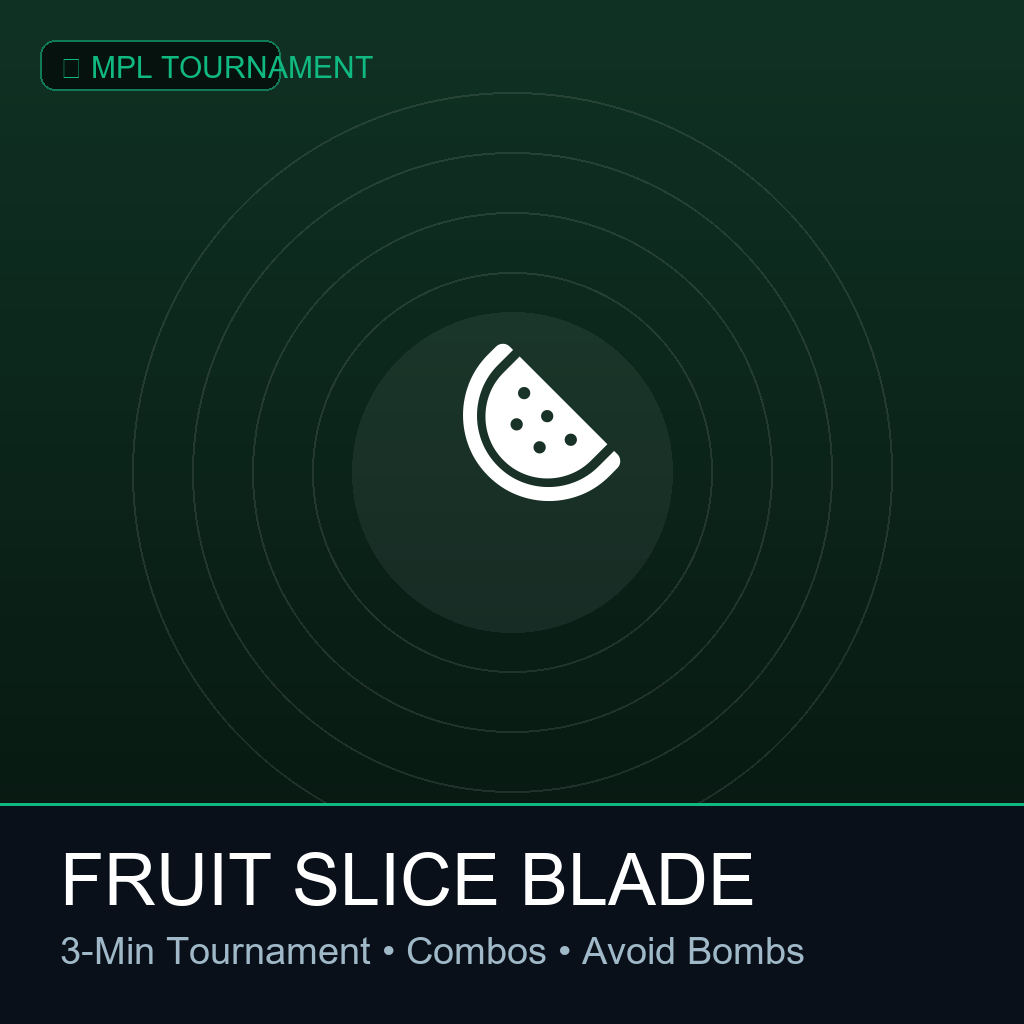 MPL TOURNAMENT
FRUIT SLICE BLADE
3-Min Tournament • Combos • Avoid Bombs